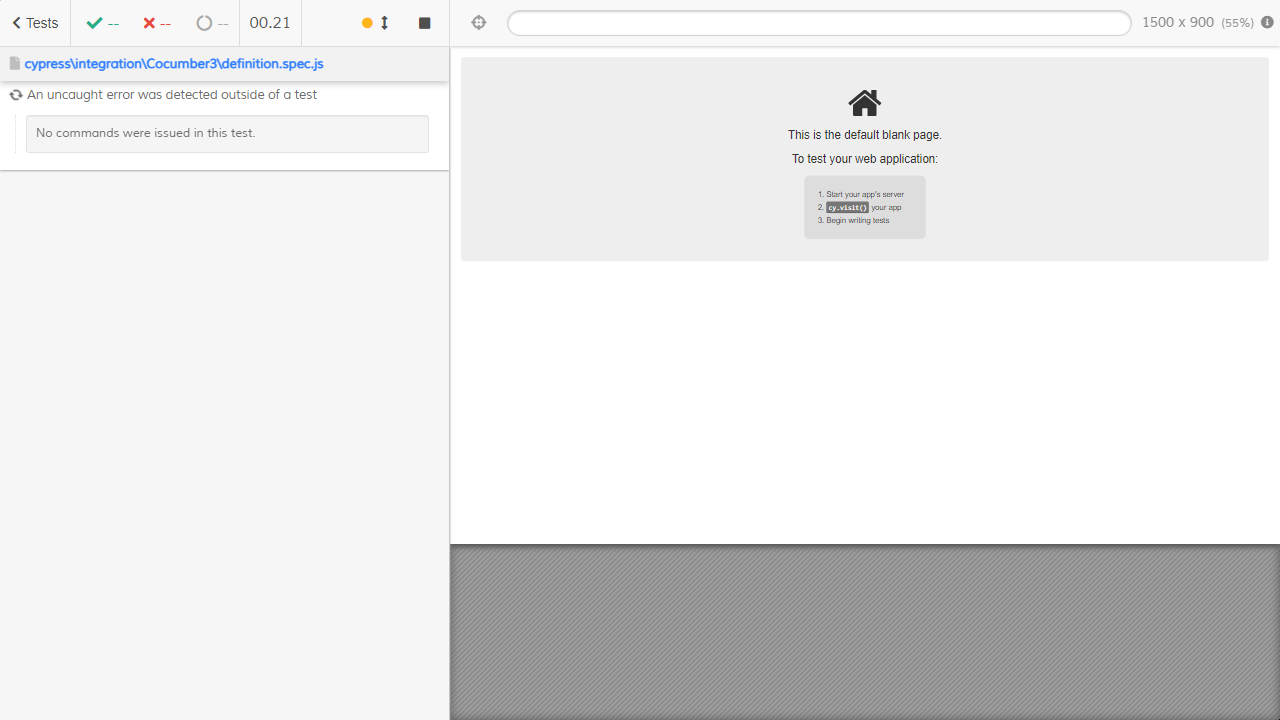 Tests -- -- -- 00.21 1500 x 900 (55%)
cypress\integration\Cocumber3\definition.spec.js
An uncaught error was detected outside of a test
No commands were issued in this test.
This is the default blank page.
To test your web application:
1. Start your app's server
2. cy.visit() your app
3. Begin writing tests